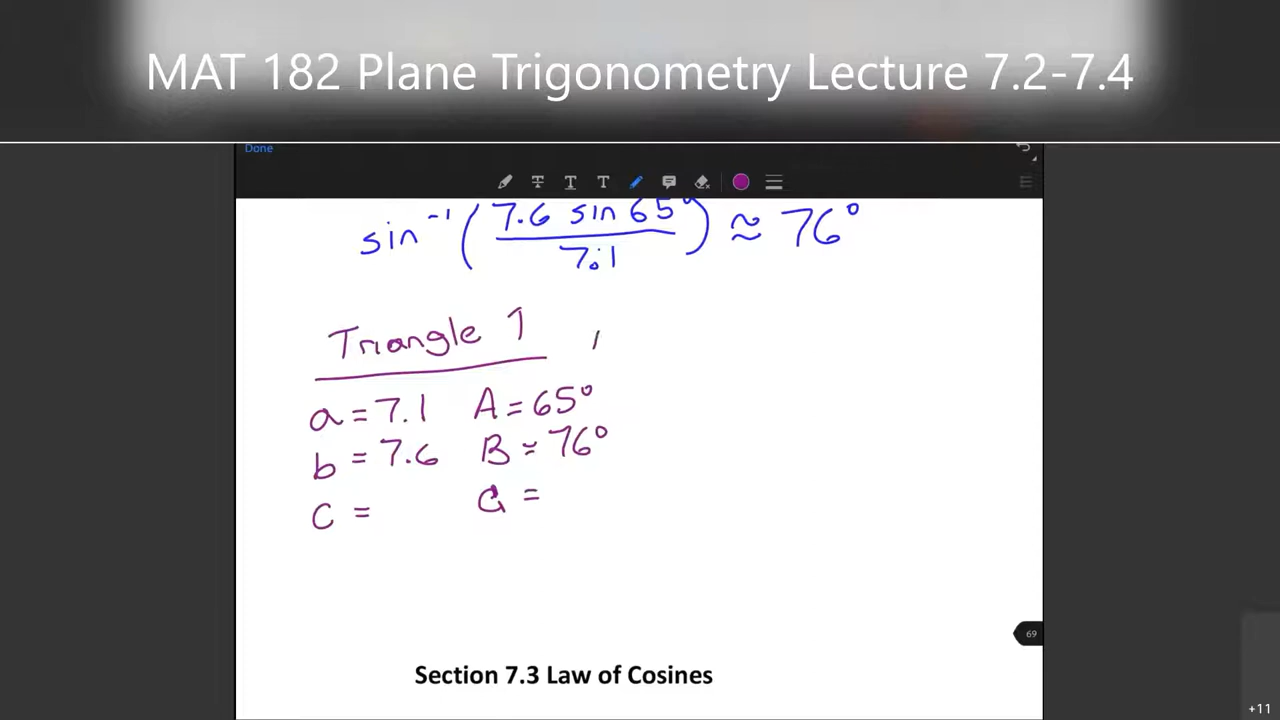 MAT 182 Plane Trigonometry Lecture 7.2-7.4
Done
sin⁻¹ (7.6 sin 65° / 7.1) ≈ 76°
Triangle 1
a = 7.1 A = 65°
b = 7.6 B ≈ 76°
C = C =
69
Section 7.3 Law of Cosines
+11